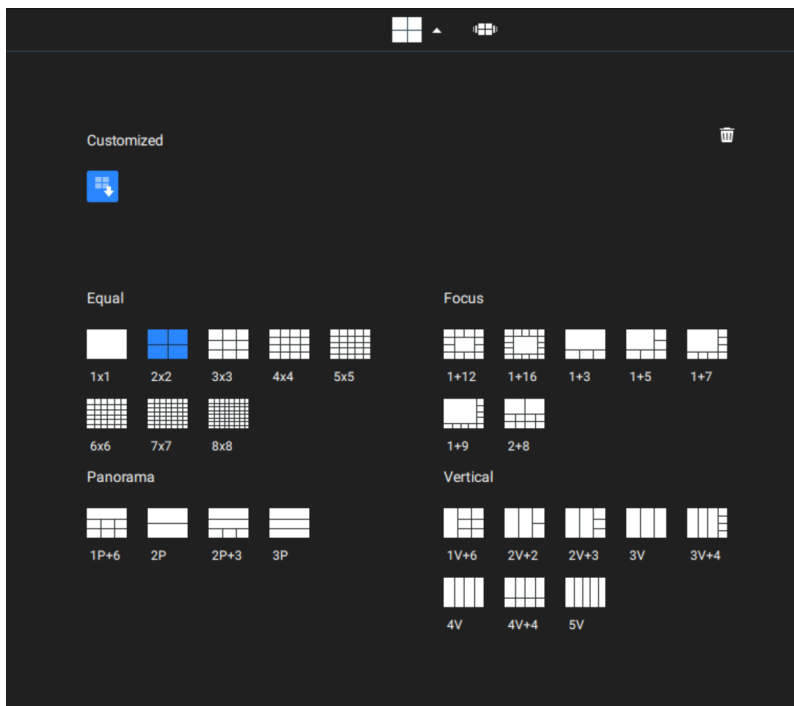 Customized
Equal
1x1 2x2 3x3 4x4 5x5
6x6 7x7 8x8
Focus
1+12 1+16 1+3 1+5 1+7
1+9 2+8
Panorama
1P+6 2P 2P+3 3P
Vertical
1V+6 2V+2 2V+3 3V 3V+4
4V 4V+4 5V